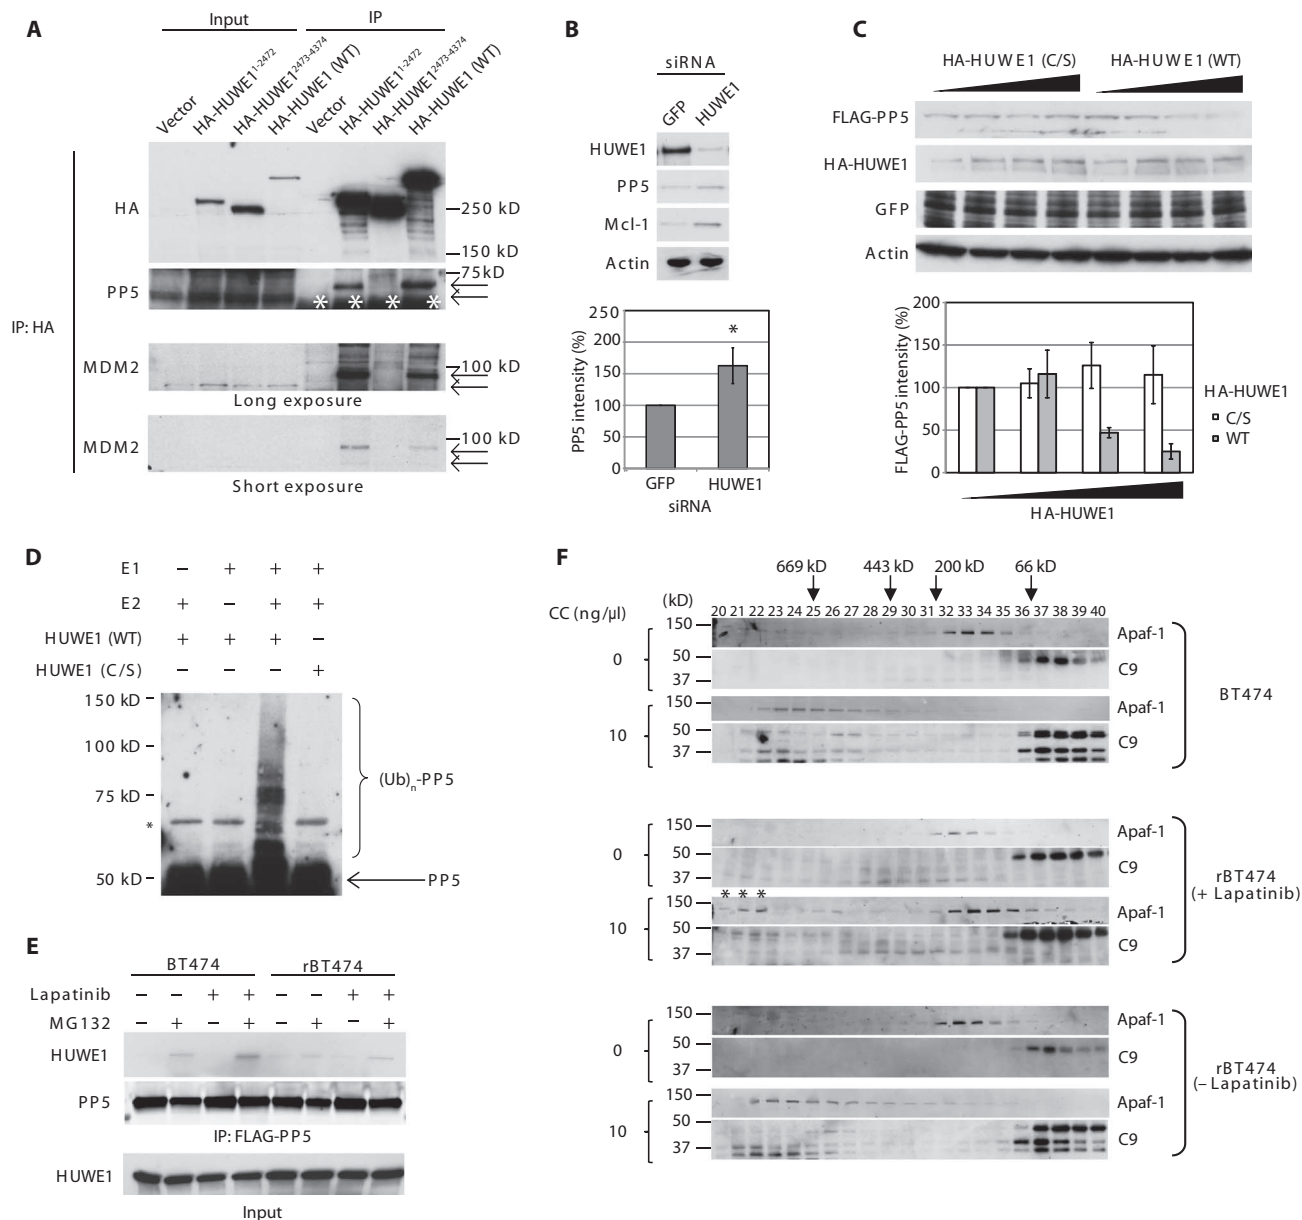 A
Input
IP
Vector
HA-HUWE1¹⁻²⁴⁷²
HA-HUWE1²⁴⁷³⁻⁴³⁷⁴
HA-HUWE1 (WT)
Vector
HA-HUWE1¹⁻²⁴⁷²
HA-HUWE1²⁴⁷³⁻⁴³⁷⁴
HA-HUWE1 (WT)
IP: HA
HA
250 kD
150 kD
PP5
75kD
* * * *
MDM2
100 kD
Long exposure
MDM2
100 kD
Short exposure
B
siRNA
GFP
HUWE1
HUWE1
PP5
Mcl-1
Actin
PP5 intensity (%)
250
200
150
100
50
0
*
GFP
HUWE1
siRNA
C
HA-HUWE1 (C/S)
HA-HUWE1 (WT)
FLAG-PP5
HA-HUWE1
GFP
Actin
FLAG-PP5 intensity (%)
200
150
100
50
0
HA-HUWE1
C/S
WT
HA-HUWE1
D
E1 – + + +
E2 + – + +
HUWE1 (WT) + + + –
HUWE1 (C/S) – – – +
150 kD
100 kD
75 kD
*
50 kD
(Ub)ₙ-PP5
PP5
E
BT474
rBT474
Lapatinib – – + + – – + +
MG132 – + – + – + – +
HUWE1
PP5
IP: FLAG-PP5
HUWE1
Input
F
669 kD
443 kD
200 kD
66 kD
CC (ng/µl)
(kD)
20 21 22 23 24 25 26 27 28 29 30 31 32 33 34 35 36 37 38 39 40
0
150
Apaf-1
50
37
C9
10
150
Apaf-1
50
37
C9
BT474
0
150
Apaf-1
50
37
C9
* * *
10
150
Apaf-1
50
37
C9
rBT474
(+ Lapatinib)
0
150
Apaf-1
50
37
C9
10
150
Apaf-1
50
37
C9
rBT474
(– Lapatinib)